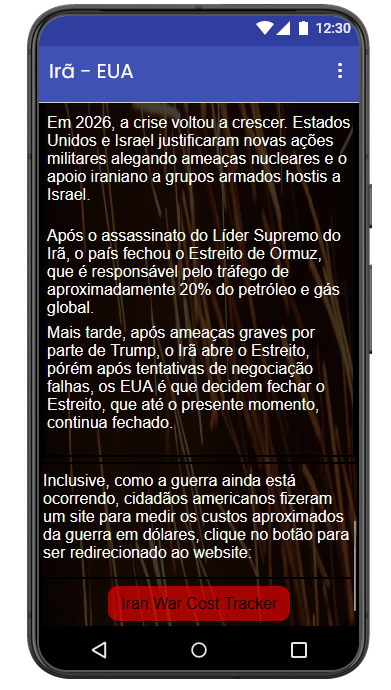 12:30
Irã - EUA
Em 2026, a crise voltou a crescer. Estados
Unidos e Israel justificaram novas ações
militares alegando ameaças nucleares e o
apoio iraniano a grupos armados hostis a
Israel.
Após o assassinato do Líder Supremo do
Irã, o país fechou o Estreito de Ormuz,
que é responsável pelo tráfego de
aproximadamente 20% do petróleo e gás
global.
Mais tarde, após ameaças graves por
parte de Trump, o Irã abre o Estreito,
pórém após tentativas de negociação
falhas, os EUA é que decidem fechar o
Estreito, que até o presente momento,
continua fechado.
Inclusive, como a guerra ainda está
ocorrendo, cidadãos americanos fizeram
um site para medir os custos aproximados
da guerra em dólares, clique no botão para
ser redirecionado ao website:
Iran War Cost Tracker